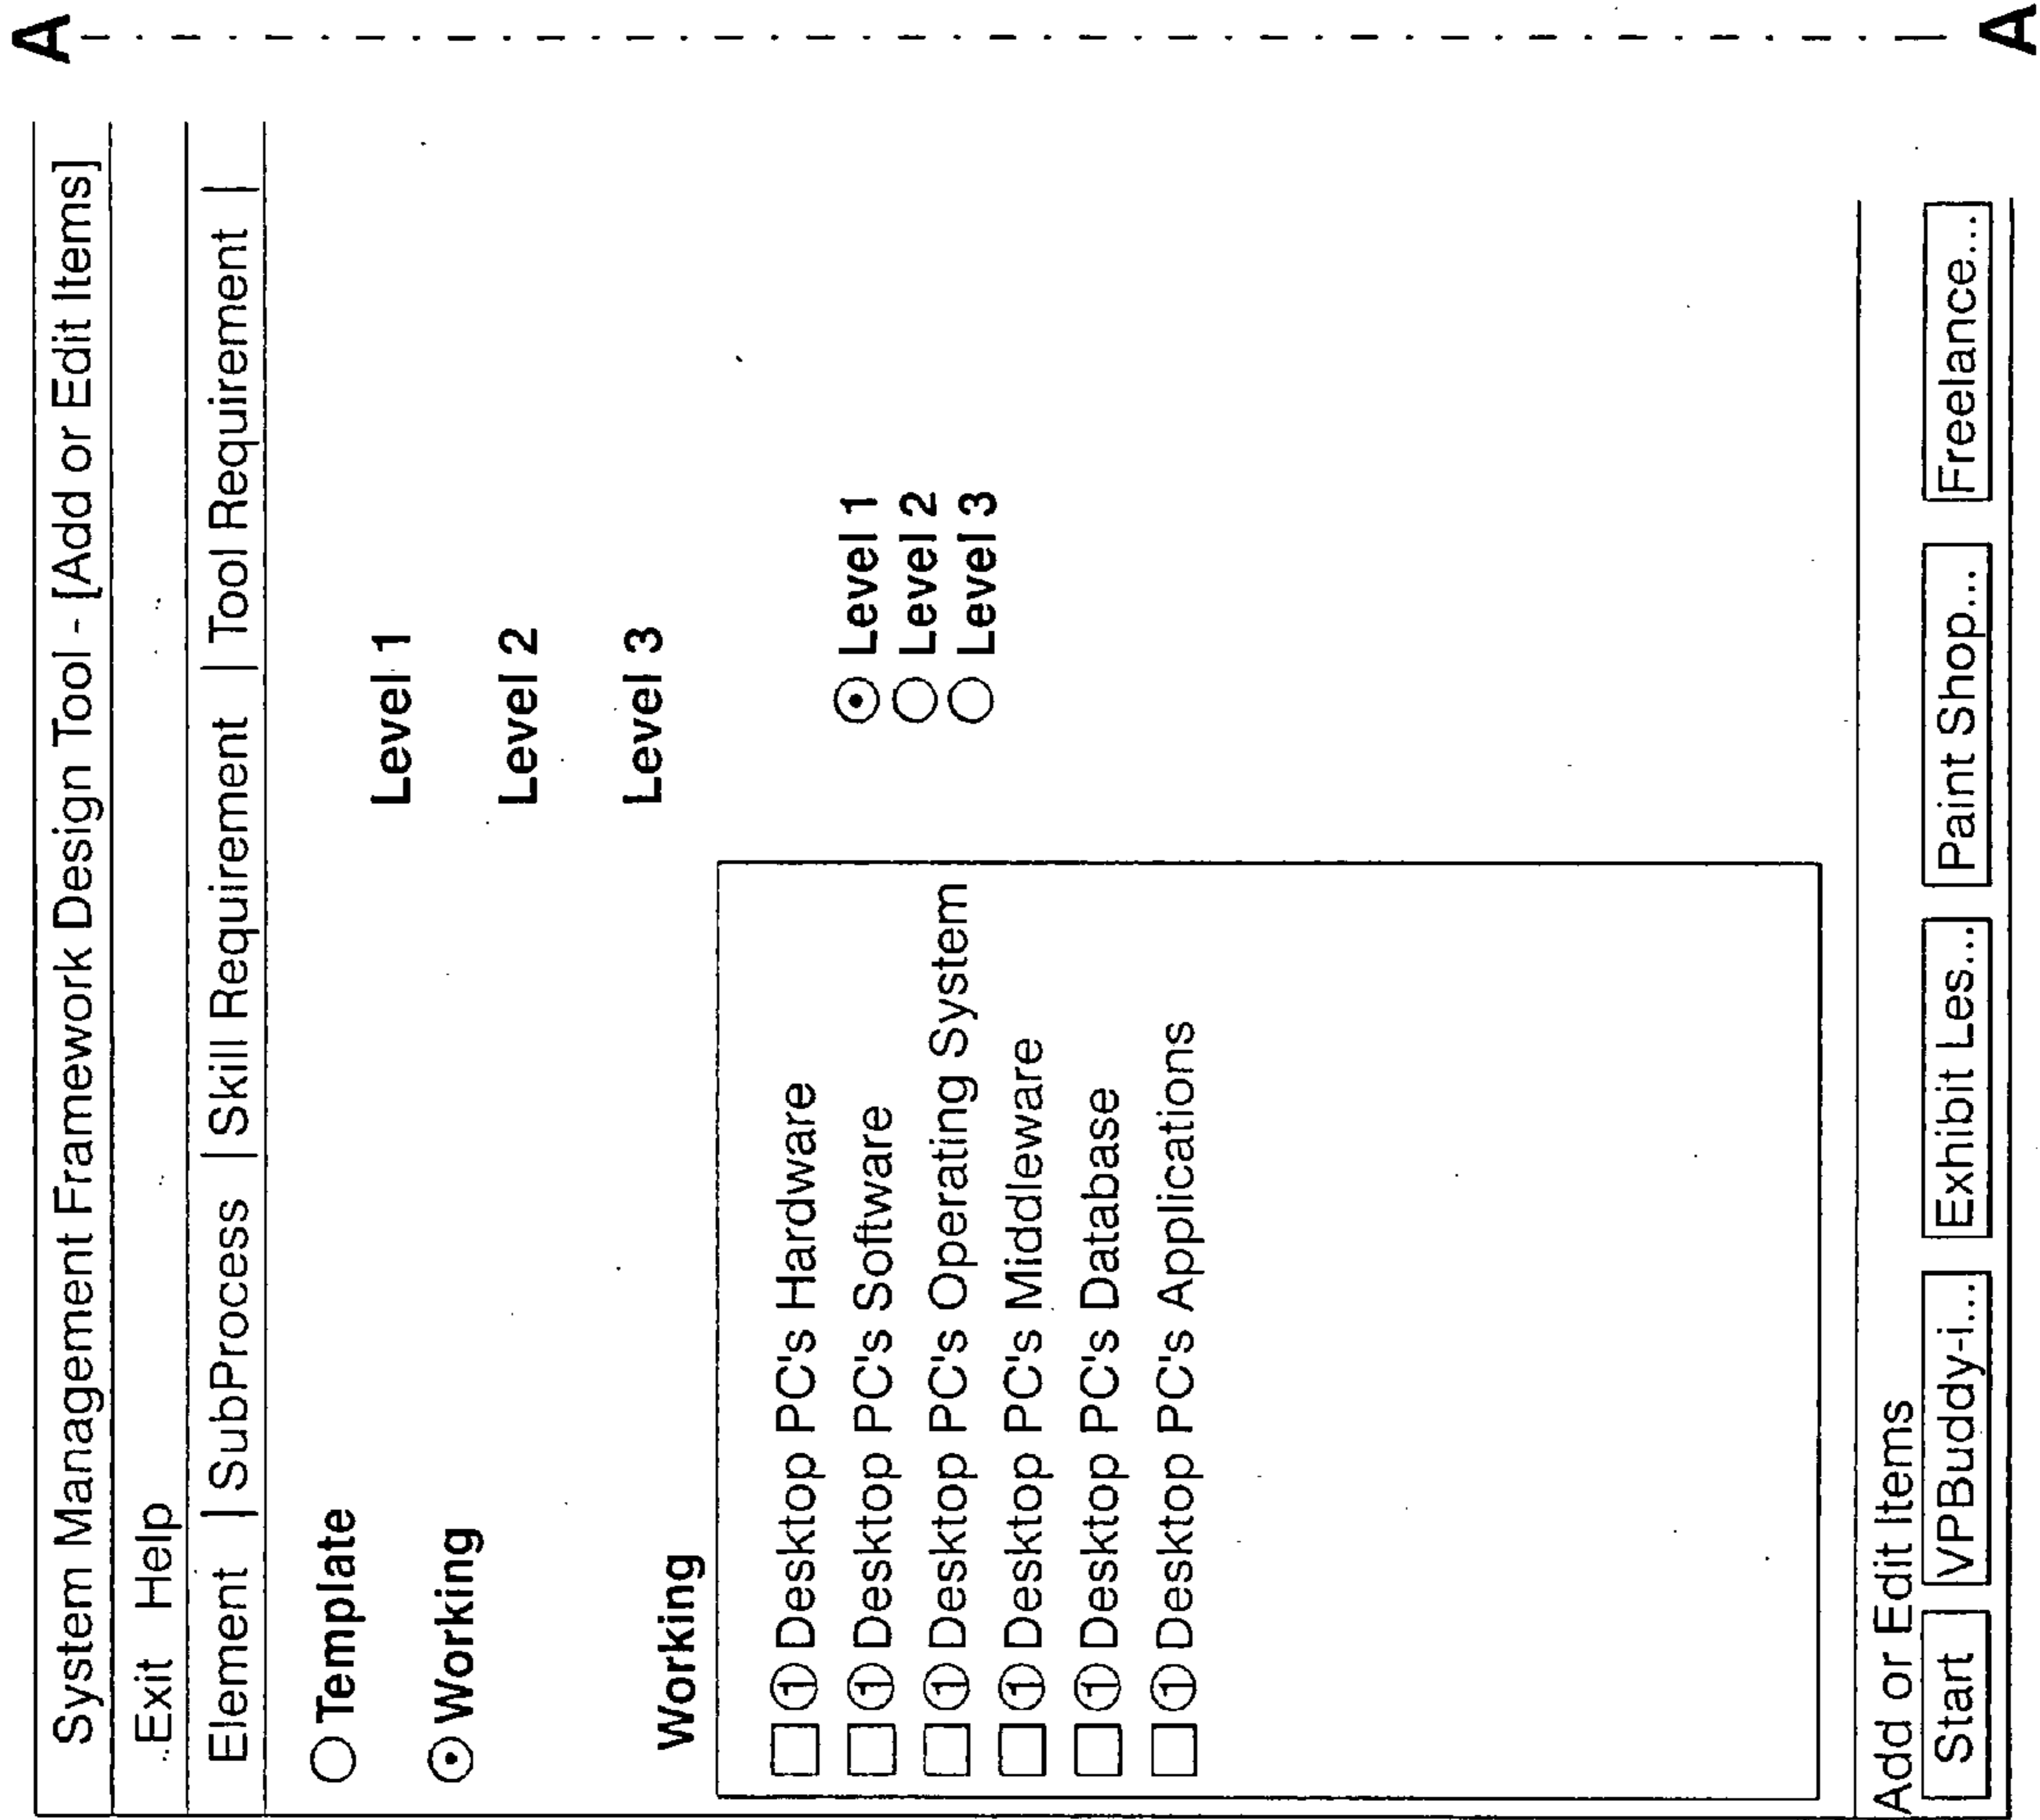 System Management Framework Design Tool - [Add or Edit Items]
Exit Help
Element | SubProcess | Skill Requirement | Tool Requirement |
Template
Level 1
Working
Level 2
Level 3
Working
① Desktop PC's Hardware
① Desktop PC's Software
① Desktop PC's Operating System
① Desktop PC's Middleware
① Desktop PC's Database
① Desktop PC's Applications
Level 1
Level 2
Level 3
Add or Edit Items
Start VPBuddy-i... Exhibit Les... Paint Shop... Freelance...
A
A